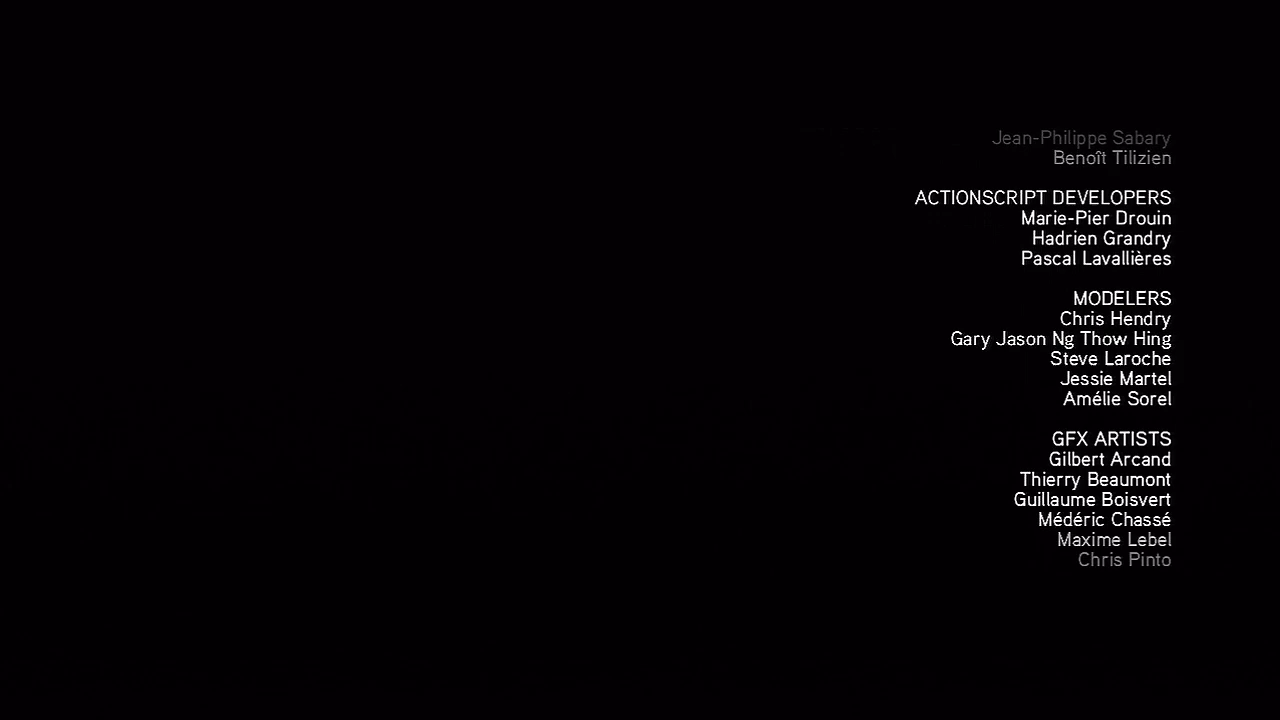 Jean-Philippe Sabary
Benoît Tilizien
ACTIONSCRIPT DEVELOPERS
Marie-Pier Drouin
Hadrien Grandry
Pascal Lavallières
MODELERS
Chris Hendry
Gary Jason Ng Thow Hing
Steve Laroche
Jessie Martel
Amélie Sorel
GFX ARTISTS
Gilbert Arcand
Thierry Beaumont
Guillaume Boisvert
Médéric Chassé
Maxime Lebel
Chris Pinto